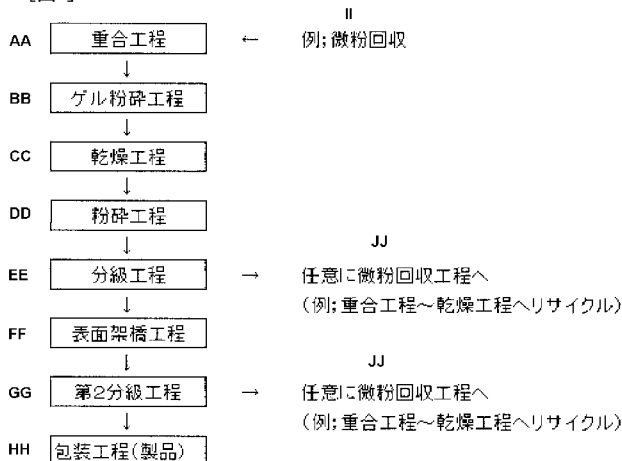 II
AA 重合工程 ← 例;微粉回収
↓
BB ゲル粉砕工程
↓
CC 乾燥工程
↓
DD 粉砕工程
↓ JJ
EE 分級工程 → 任意に微粉回収工程へ
↓ (例;重合工程~乾燥工程へリサイクル)
FF 表面架橋工程
↓ JJ
GG 第2分級工程 → 任意に微粉回収工程へ
↓ (例;重合工程~乾燥工程へリサイクル)
HH 包装工程(製品)